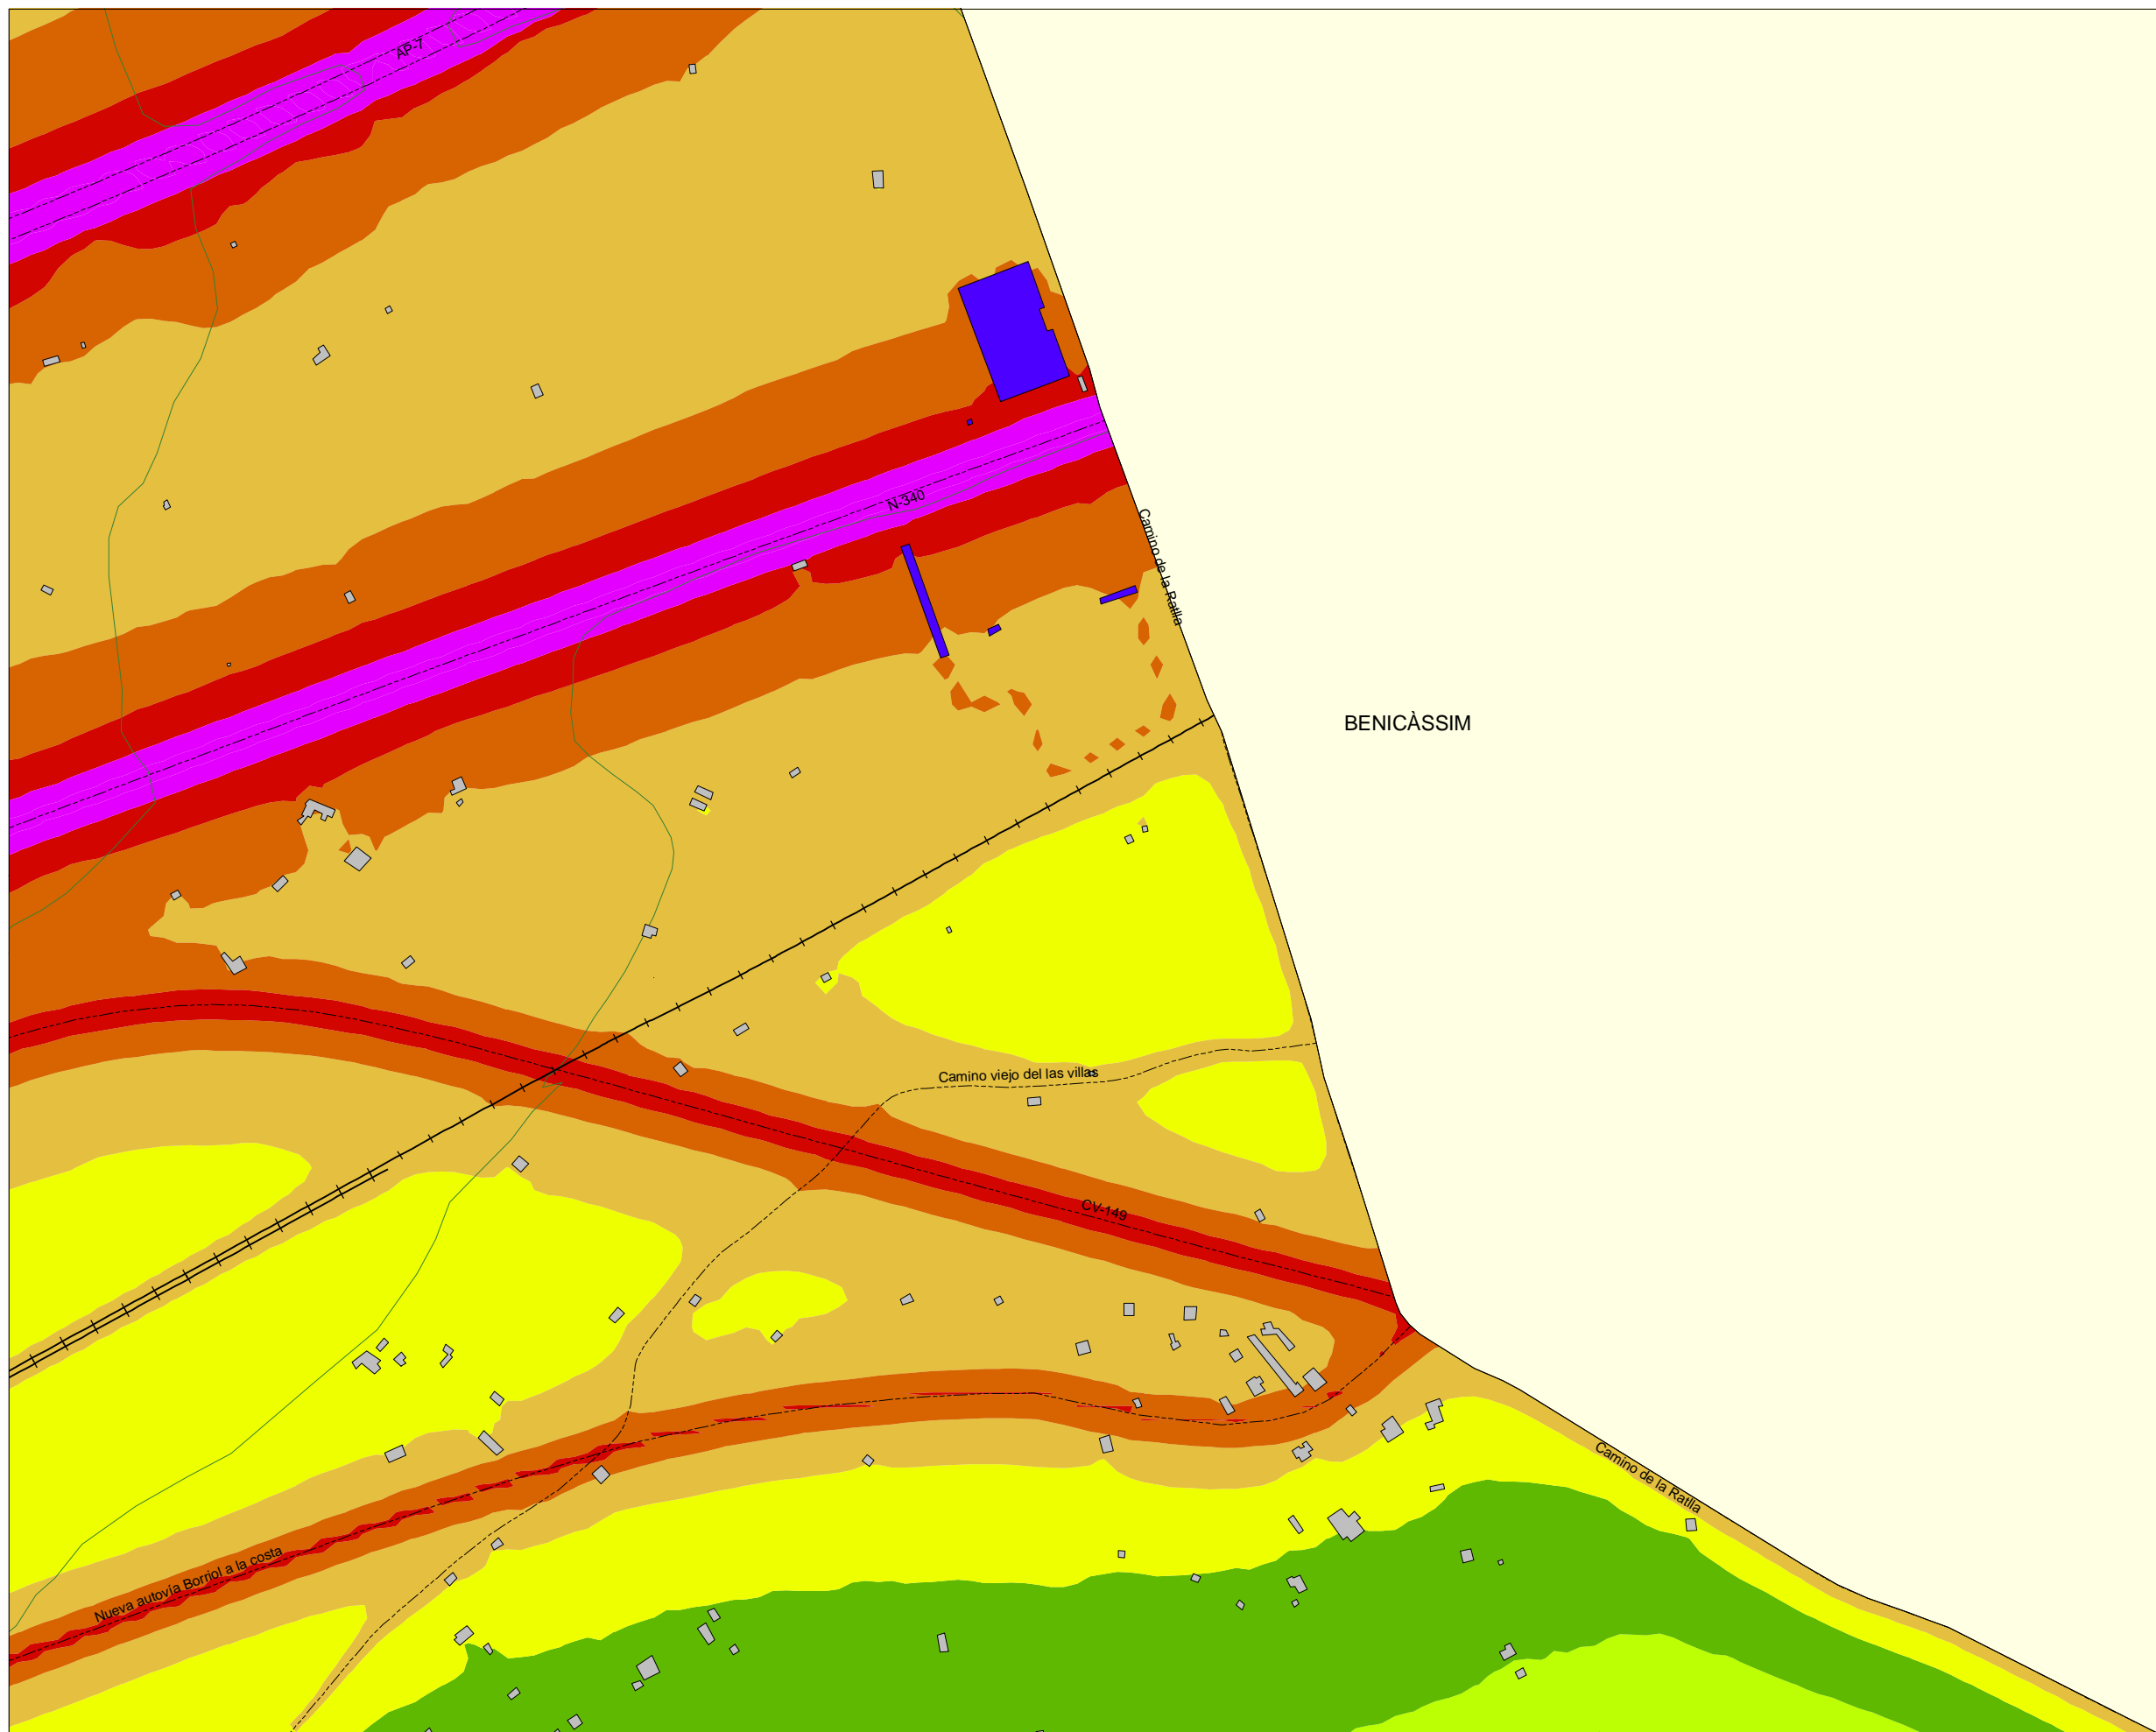 AP-7
N-340
Camino de la Ratlla
BENICÀSSIM
Camino viejo del las villas
CV-149
Camino de la Ratlla
Nueva autovía Borriol a la costa